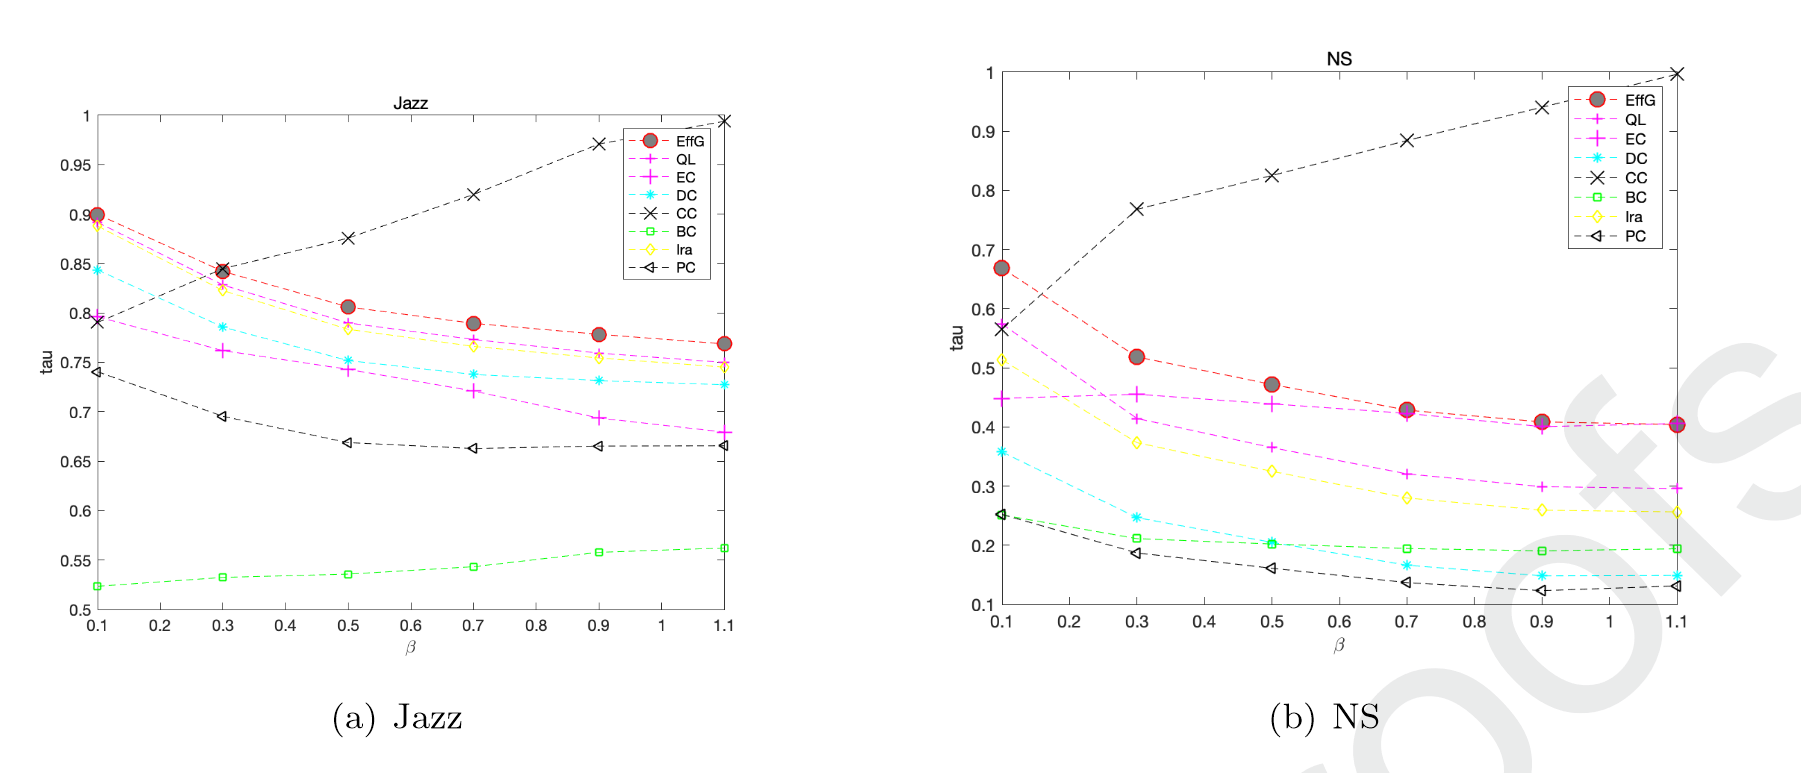 Jazz
1
0.95
0.9
0.85
0.8
0.75
0.7
0.65
0.6
0.55
0.5
tau
0.1 0.2 0.3 0.4 0.5 0.6 0.7 0.8 0.9 1 1.1
β
EffG
QL
EC
DC
CC
BC
Ira
PC
(a) Jazz
NS
1
0.9
0.8
0.7
0.6
0.5
0.4
0.3
0.2
0.1
tau
0.1 0.2 0.3 0.4 0.5 0.6 0.7 0.8 0.9 1 1.1
β
EffG
QL
EC
DC
CC
BC
Ira
PC
(b) NS
oofs